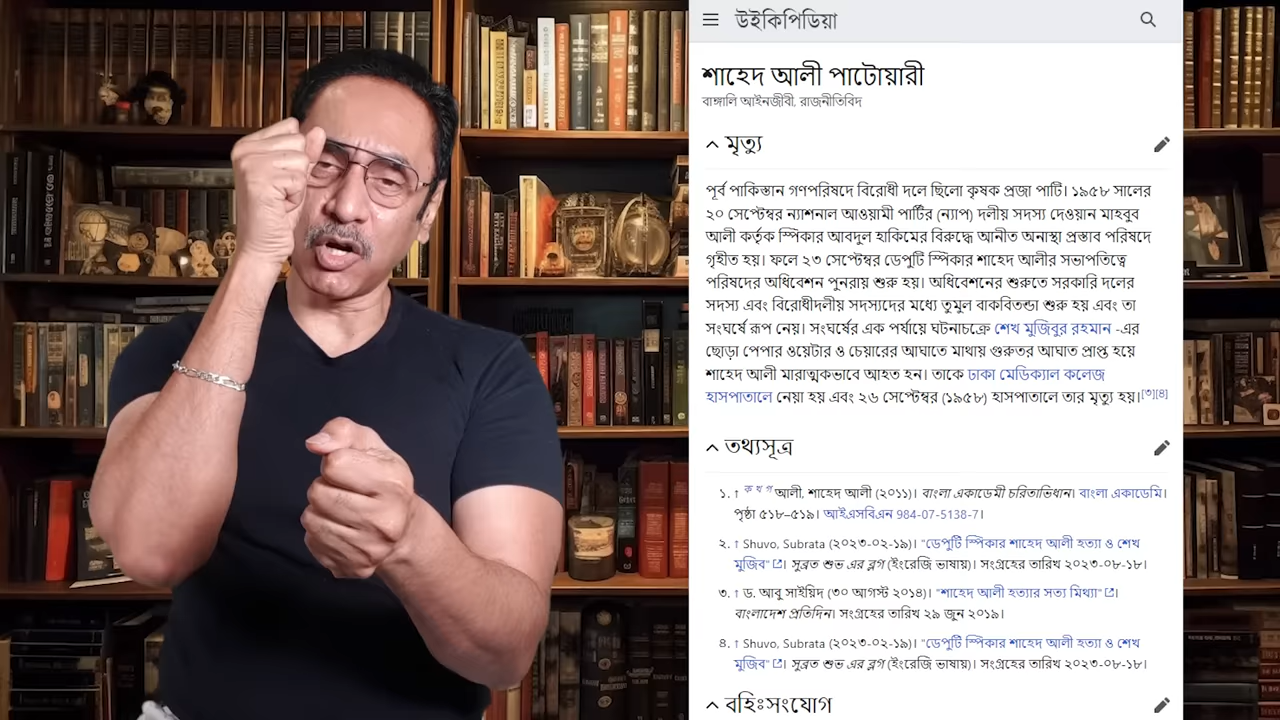 উইকিপিডিয়া
শাহেদ আলী পাটোয়ারী
বাঙ্গালি আইনজীবী, রাজনীতিবিদ
মৃত্যু
পূর্ব পাকিস্তান গণপরিষদে বিরোধী দলে ছিলো কৃষক প্রজা পার্টি। ১৯৫৮ সালের
২০ সেপ্টেম্বর ন্যাশনাল আওয়ামী পার্টির (ন্যাপ) দলীয় সদস্য দেওয়ান মাহবুব
আলী কর্তৃক স্পিকার আবদুল হাকিমের বিরুদ্ধে আনীত অনাস্থা প্রস্তাব পরিষদে
গৃহীত হয়। ফলে ২৩ সেপ্টেম্বর ডেপুটি স্পিকার শাহেদ আলীর সভাপতিত্বে
পরিষদের অধিবেশন পুনরায় শুরু হয়। অধিবেশনের শুরুতে সরকারি দলের
সদস্য এবং বিরোধীদলীয় সদস্যদের মধ্যে তুমুল বাকবিতন্ডা শুরু হয় এবং তা
সংঘর্ষে রূপ নেয়। সংঘর্ষের এক পর্যায়ে ঘটনাচক্রে শেখ মুজিবুর রহমান -এর
ছোড়া পেপার ওয়েটার ও চেয়ারের আঘাতে মাথায় গুরুতর আঘাত প্রাপ্ত হয়ে
শাহেদ আলী মারাত্মকভাবে আহত হন। তাকে ঢাকা মেডিক্যাল কলেজ
হাসপাতালে নেয়া হয় এবং ২৬ সেপ্টেম্বর (১৯৫৮) হাসপাতালে তার মৃত্যু হয়।[৩][৪]
তথ্যসূত্র
১. ↑ ক খ গ আলী, শাহেদ আলী (২০১১)। বাংলা একাডেমী চরিতাভিধান। বাংলা একাডেমি।
পৃষ্ঠা ৫১৮–৫১৯। আইএসবিএন 984-07-5138-7।
২. ↑ Shuvo, Subrata (২০২৩-০২-১৯)। "ডেপুটি স্পিকার শাহেদ আলী হত্যা ও শেখ
মুজিব"। সুব্রত শুভ এর ব্লগ (ইংরেজি ভাষায়)। সংগ্রহের তারিখ ২০২৩-০৮-১৮।
৩. ↑ ড. আবু সাইয়িদ (৩০ আগস্ট ২০১৪)। "শাহেদ আলী হত্যার সত্য মিথ্যা"।
বাংলাদেশ প্রতিদিন। সংগ্রহের তারিখ ২৯ জুন ২০১৯।
৪. ↑ Shuvo, Subrata (২০২৩-০২-১৯)। "ডেপুটি স্পিকার শাহেদ আলী হত্যা ও শেখ
মুজিব"। সুব্রত শুভ এর ব্লগ (ইংরেজি ভাষায়)। সংগ্রহের তারিখ ২০২৩-০৮-১৮।
বহিঃসংযোগ